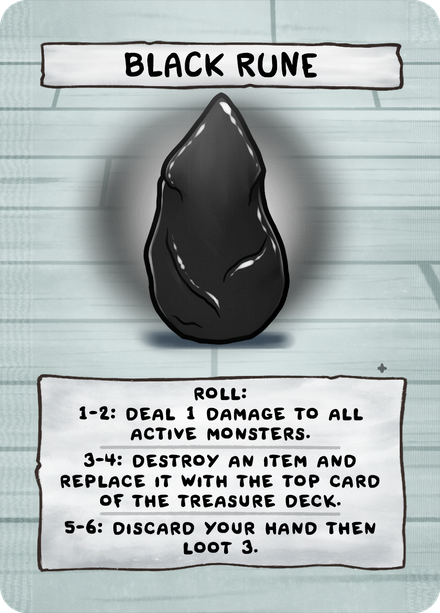 BLACK RUNE
ROLL:
1-2: DEAL 1 DAMAGE TO ALL
ACTIVE MONSTERS.
3-4: DESTROY AN ITEM AND
REPLACE IT WITH THE TOP CARD
OF THE TREASURE DECK.
5-6: DISCARD YOUR HAND THEN
LOOT 3.